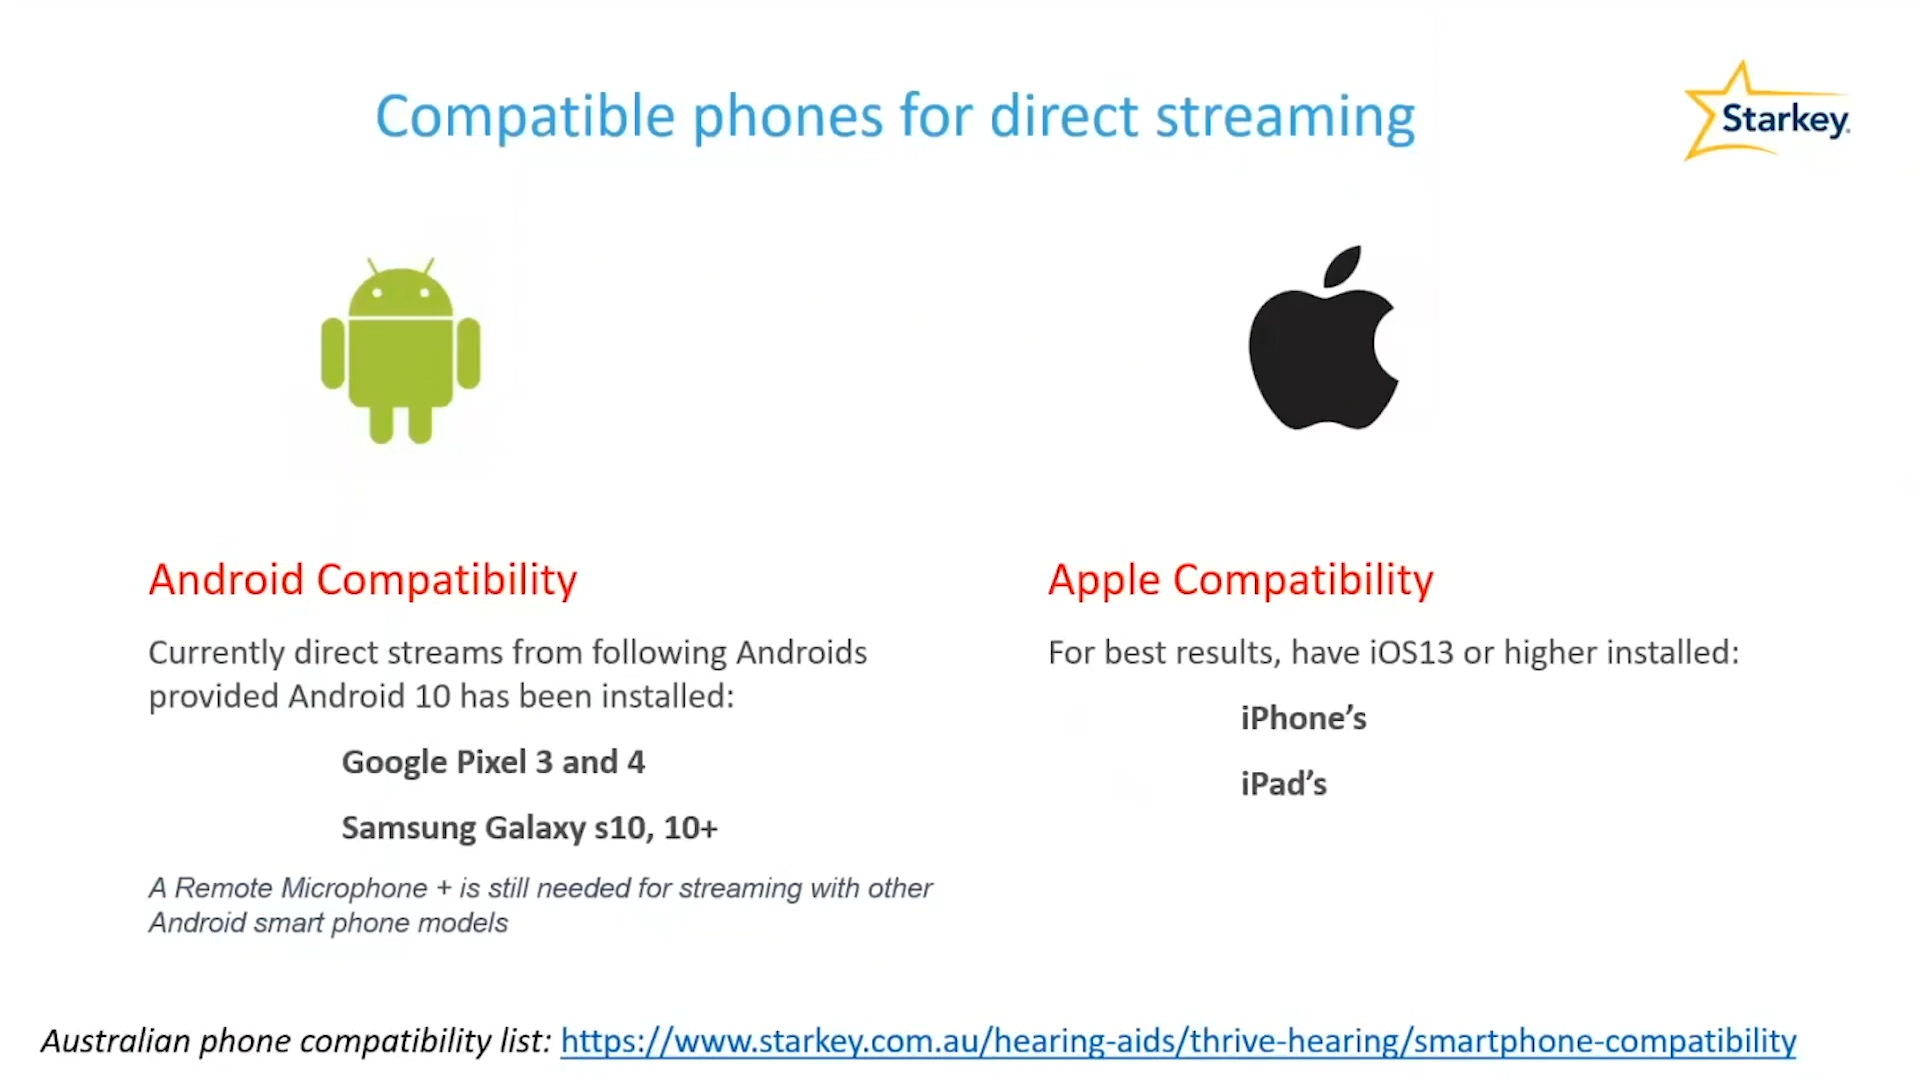 Compatible phones for direct streaming
Starkey.
Android Compatibility
Currently direct streams from following Androids
provided Android 10 has been installed:
Google Pixel 3 and 4
Samsung Galaxy s10, 10+
A Remote Microphone + is still needed for streaming with other
Android smart phone models
Apple Compatibility
For best results, have iOS13 or higher installed:
iPhone’s
iPad’s
Australian phone compatibility list: https://www.starkey.com.au/hearing-aids/thrive-hearing/smartphone-compatibility